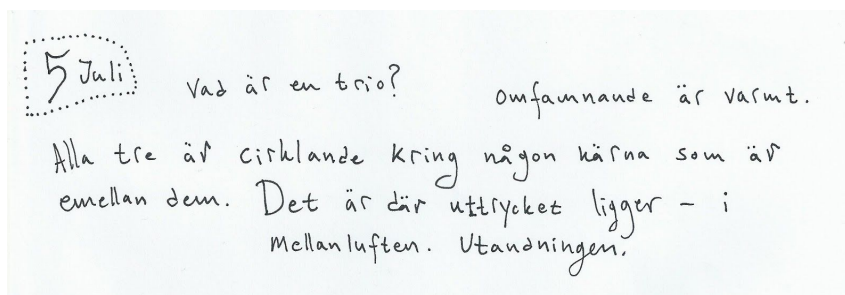 5 Juli
Vad är en trio?
omfamnande är varmt.
Alla tre är cirklande kring någon kärna som är
emellan dem. Det är där uttrycket ligger – i
mellanluften. Utandningen.